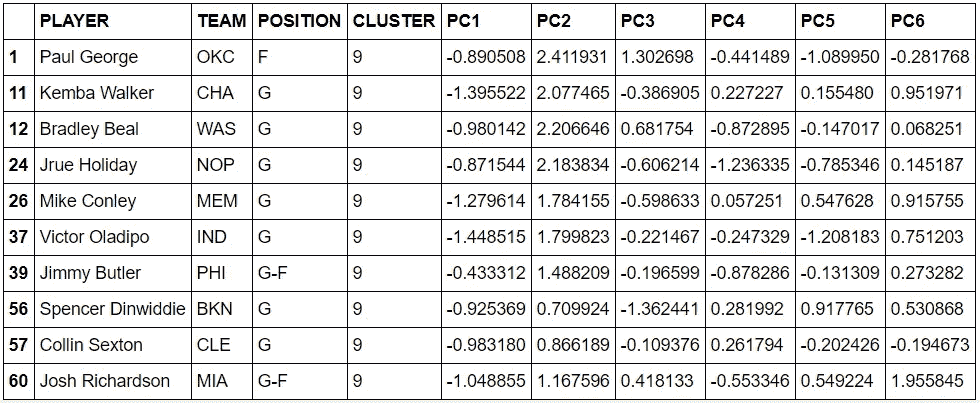 PLAYER TEAM POSITION CLUSTER PC1 PC2 PC3 PC4 PC5 PC6
1 Paul George OKC F 9 -0.890508 2.411931 1.302698 -0.441489 -1.089950 -0.281768
11 Kemba Walker CHA G 9 -1.395522 2.077465 -0.386905 0.227227 0.155480 0.951971
12 Bradley Beal WAS G 9 -0.980142 2.206646 0.681754 -0.872895 -0.147017 0.068251
24 Jrue Holiday NOP G 9 -0.871544 2.183834 -0.606214 -1.236335 -0.785346 0.145187
26 Mike Conley MEM G 9 -1.279614 1.784155 -0.598633 0.057251 0.547628 0.915755
37 Victor Oladipo IND G 9 -1.448515 1.799823 -0.221467 -0.247329 -1.208183 0.751203
39 Jimmy Butler PHI G-F 9 -0.433312 1.488209 -0.196599 -0.878286 -0.131309 0.273282
56 Spencer Dinwiddie BKN G 9 -0.925369 0.709924 -1.362441 0.281992 0.917765 0.530868
57 Collin Sexton CLE G 9 -0.983180 0.866189 -0.109376 0.261794 -0.202426 -0.194673
60 Josh Richardson MIA G-F 9 -1.048855 1.167596 0.418133 -0.553346 0.549224 1.955845